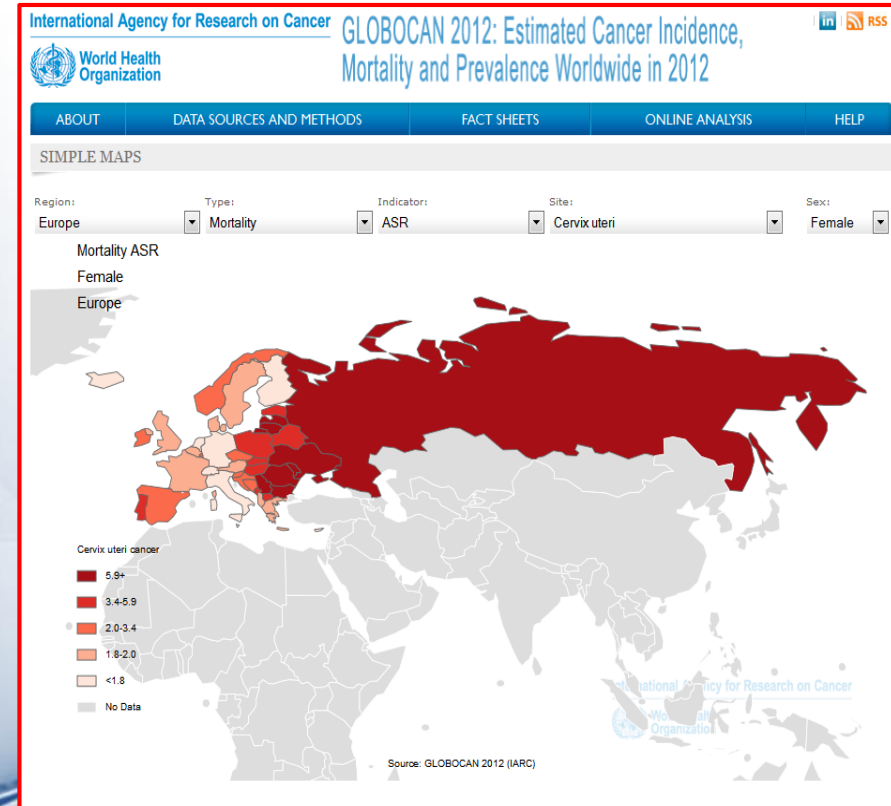 International Agency for Research on Cancer
World Health
Organization
GLOBOCAN 2012: Estimated Cancer Incidence,
Mortality and Prevalence Worldwide in 2012
in RSS
ABOUT DATA SOURCES AND METHODS FACT SHEETS ONLINE ANALYSIS HELP
SIMPLE MAPS
Region: Type: Indicator: Site: Sex:
Europe Mortality ASR Cervix uteri Female
Mortality ASR
Female
Europe
Cervix uteri cancer
5.9+
3.4-5.9
2.0-3.4
1.8-2.0
<1.8
No Data
International Agency for Research on Cancer
World Health
Organization
Source: GLOBOCAN 2012 (IARC)